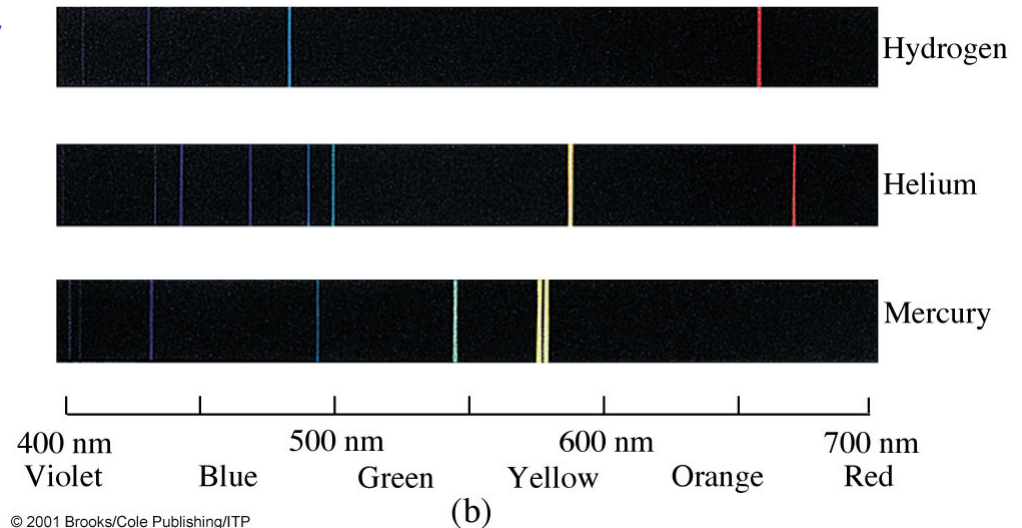 Hydrogen
Helium
Mercury
400 nm 500 nm 600 nm 700 nm
Violet Blue Green Yellow Orange Red
(b)
© 2001 Brooks/Cole Publishing/ITP